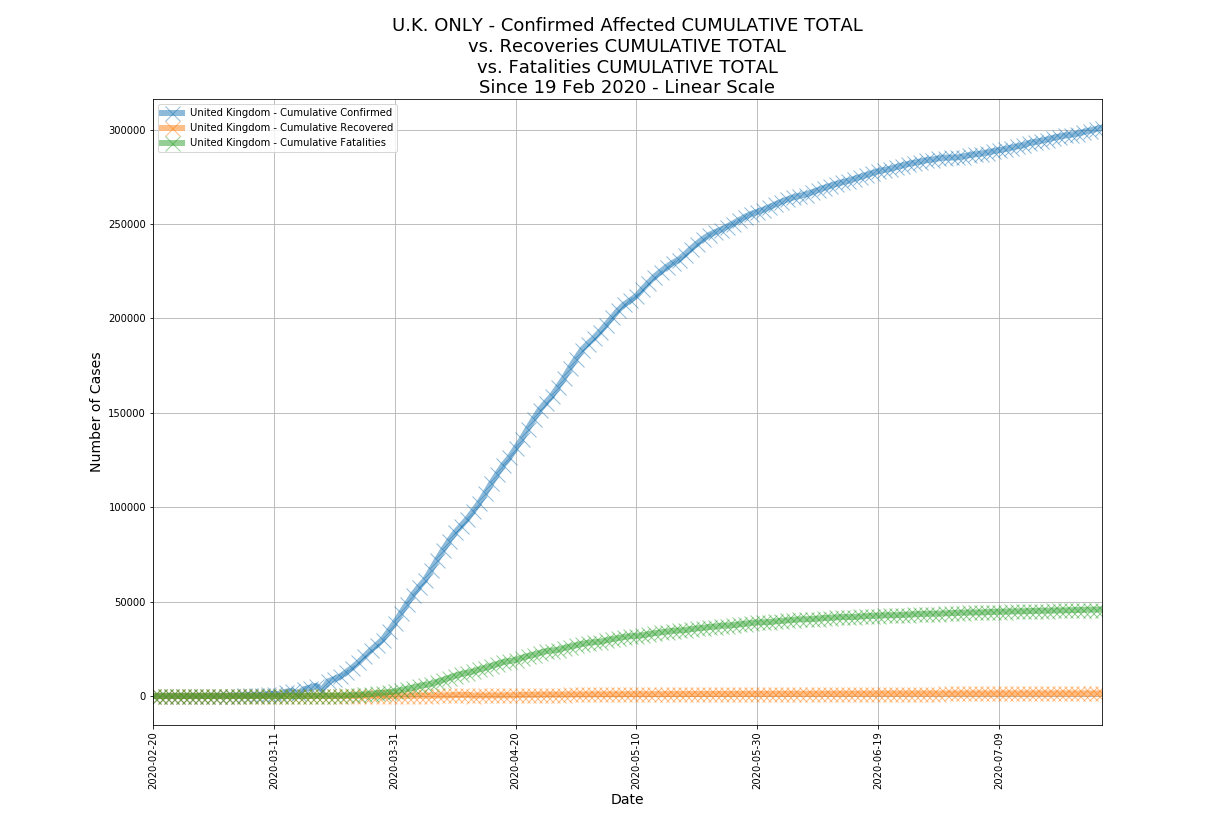 U.K. ONLY - Confirmed Affected CUMULATIVE TOTAL
vs. Recoveries CUMULATIVE TOTAL
vs. Fatalities CUMULATIVE TOTAL
Since 19 Feb 2020 - Linear Scale
United Kingdom - Cumulative Confirmed
United Kingdom - Cumulative Recovered
United Kingdom - Cumulative Fatalities
300000
250000
200000
150000
100000
50000
0
Number of Cases
2020-02-20
2020-03-11
2020-03-31
2020-04-20
2020-05-10
2020-05-30
2020-06-19
2020-07-09
Date